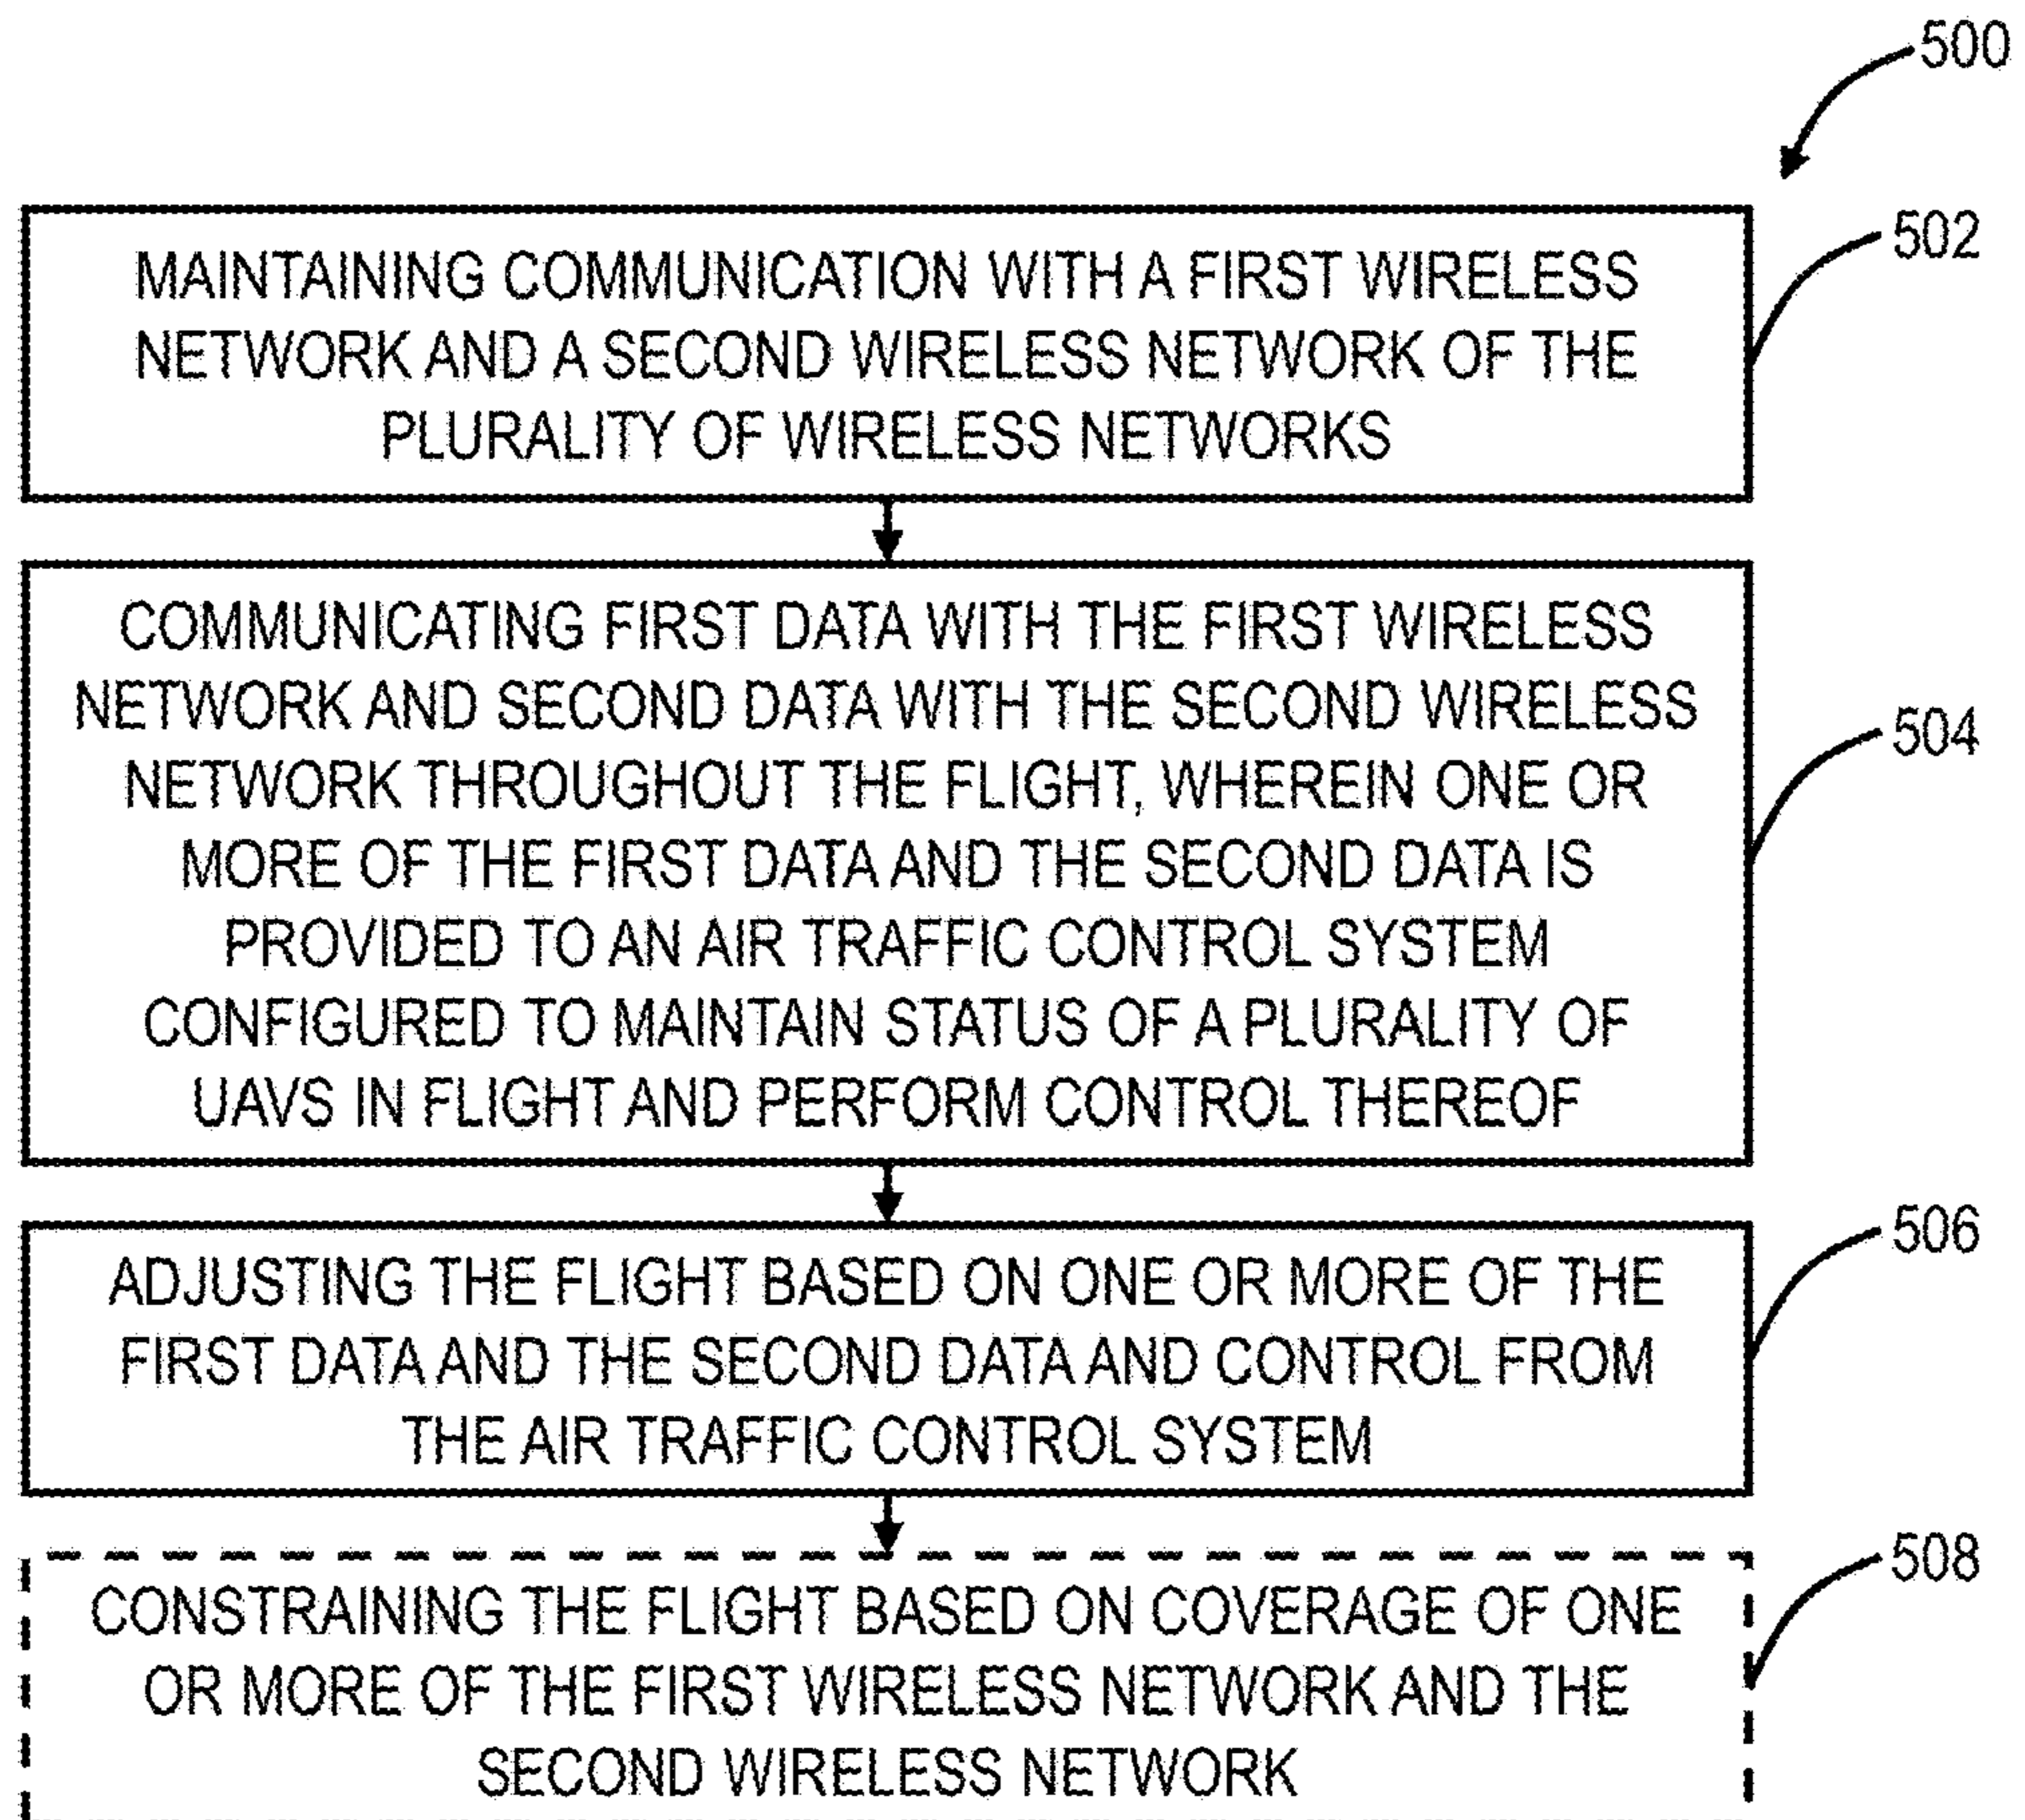 500
502
MAINTAINING COMMUNICATION WITH A FIRST WIRELESS
NETWORK AND A SECOND WIRELESS NETWORK OF THE
PLURALITY OF WIRELESS NETWORKS
504
COMMUNICATING FIRST DATA WITH THE FIRST WIRELESS
NETWORK AND SECOND DATA WITH THE SECOND WIRELESS
NETWORK THROUGHOUT THE FLIGHT, WHEREIN ONE OR
MORE OF THE FIRST DATA AND THE SECOND DATA IS
PROVIDED TO AN AIR TRAFFIC CONTROL SYSTEM
CONFIGURED TO MAINTAIN STATUS OF A PLURALITY OF
UAVS IN FLIGHT AND PERFORM CONTROL THEREOF
506
ADJUSTING THE FLIGHT BASED ON ONE OR MORE OF THE
FIRST DATA AND THE SECOND DATA AND CONTROL FROM
THE AIR TRAFFIC CONTROL SYSTEM
508
CONSTRAINING THE FLIGHT BASED ON COVERAGE OF ONE
OR MORE OF THE FIRST WIRELESS NETWORK AND THE
SECOND WIRELESS NETWORK